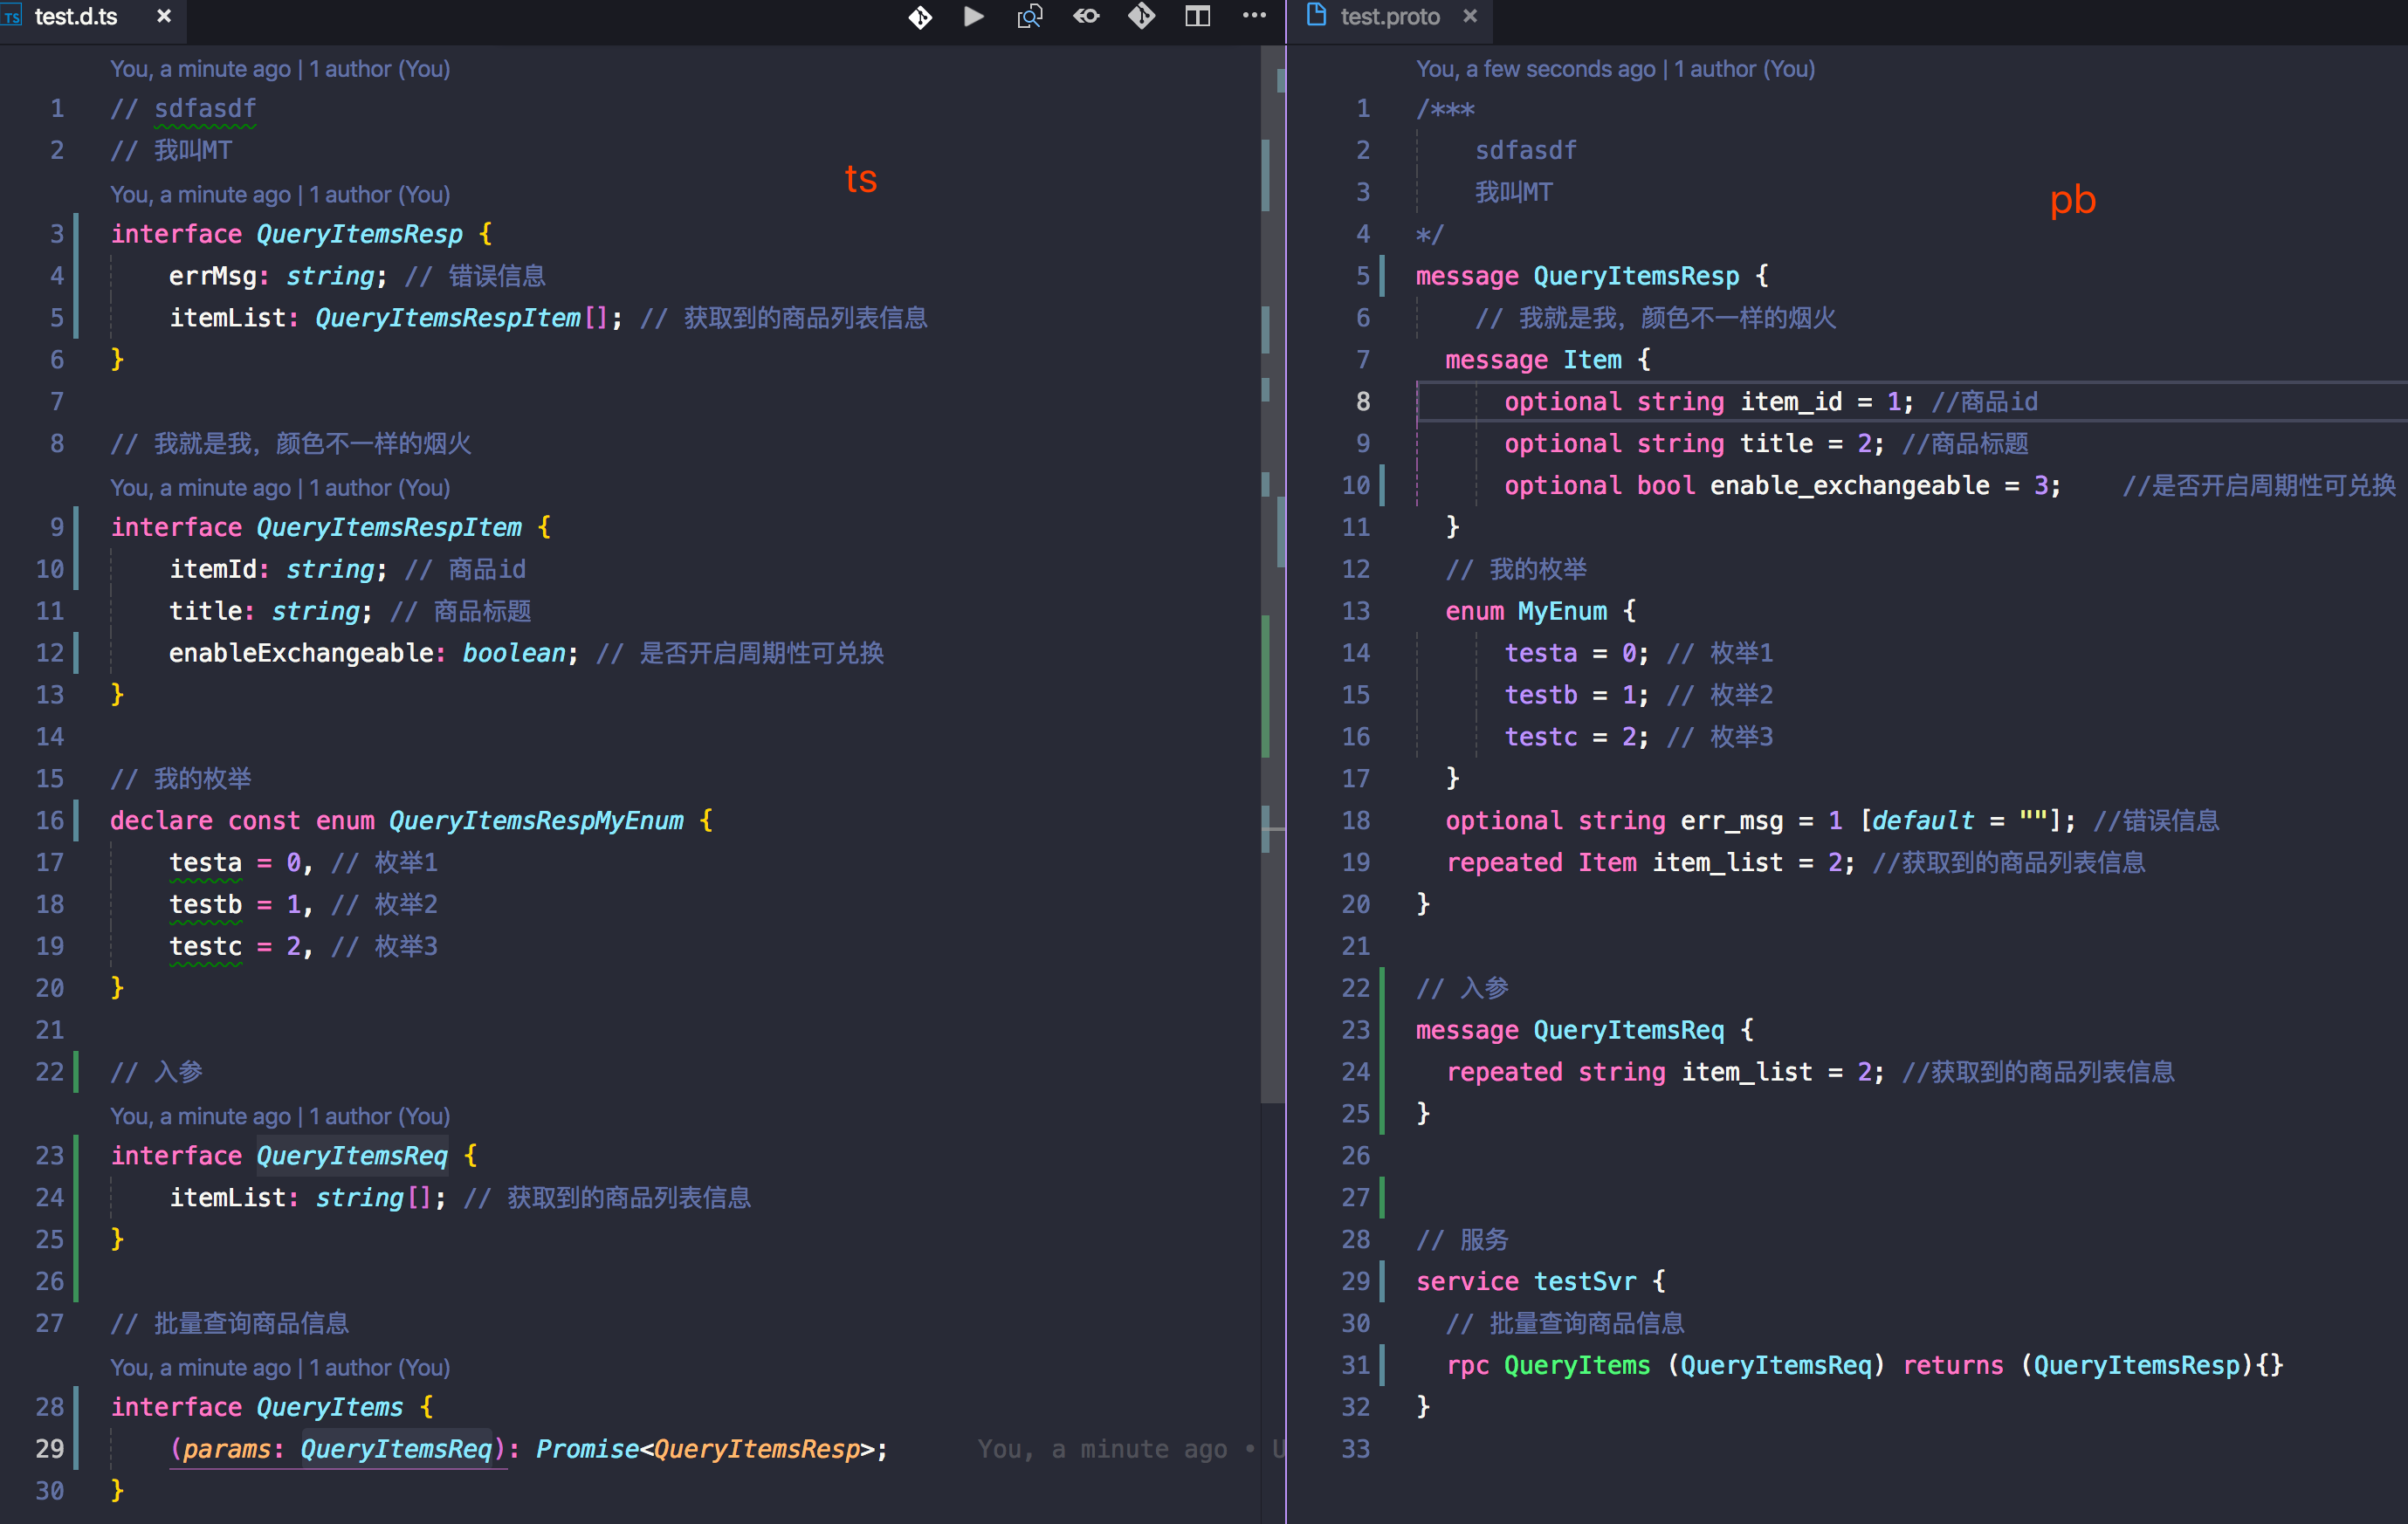 TS test.d.ts ×
You, a minute ago | 1 author (You)
1 // sdfasdf
2 // 我叫MT
ts
You, a minute ago | 1 author (You)
3 interface QueryItemsResp {
4 errMsg: string; // 错误信息
5 itemList: QueryItemsRespItem[]; // 获取到的商品列表信息
6 }
7
8 // 我就是我，颜色不一样的烟火
You, a minute ago | 1 author (You)
9 interface QueryItemsRespItem {
10 itemId: string; // 商品id
11 title: string; // 商品标题
12 enableExchangeable: boolean; // 是否开启周期性可兑换
13 }
14
15 // 我的枚举
16 declare const enum QueryItemsRespMyEnum {
17 testa = 0, // 枚举1
18 testb = 1, // 枚举2
19 testc = 2, // 枚举3
20 }
21
22 // 入参
You, a minute ago | 1 author (You)
23 interface QueryItemsReq {
24 itemList: string[]; // 获取到的商品列表信息
25 }
26
27 // 批量查询商品信息
You, a minute ago | 1 author (You)
28 interface QueryItems {
29 (params: QueryItemsReq): Promise<QueryItemsResp>; You, a minute ago • U
30 }
test.proto ×
You, a few seconds ago | 1 author (You)
1 /***
2 sdfasdf
3 我叫MT
pb
4 */
5 message QueryItemsResp {
6 // 我就是我，颜色不一样的烟火
7 message Item {
8 optional string item_id = 1; //商品id
9 optional string title = 2; //商品标题
10 optional bool enable_exchangeable = 3; //是否开启周期性可兑换
11 }
12 // 我的枚举
13 enum MyEnum {
14 testa = 0; // 枚举1
15 testb = 1; // 枚举2
16 testc = 2; // 枚举3
17 }
18 optional string err_msg = 1 [default = ""]; //错误信息
19 repeated Item item_list = 2; //获取到的商品列表信息
20 }
21
22 // 入参
23 message QueryItemsReq {
24 repeated string item_list = 2; //获取到的商品列表信息
25 }
26
27
28 // 服务
29 service testSvr {
30 // 批量查询商品信息
31 rpc QueryItems (QueryItemsReq) returns (QueryItemsResp){}
32 }
33